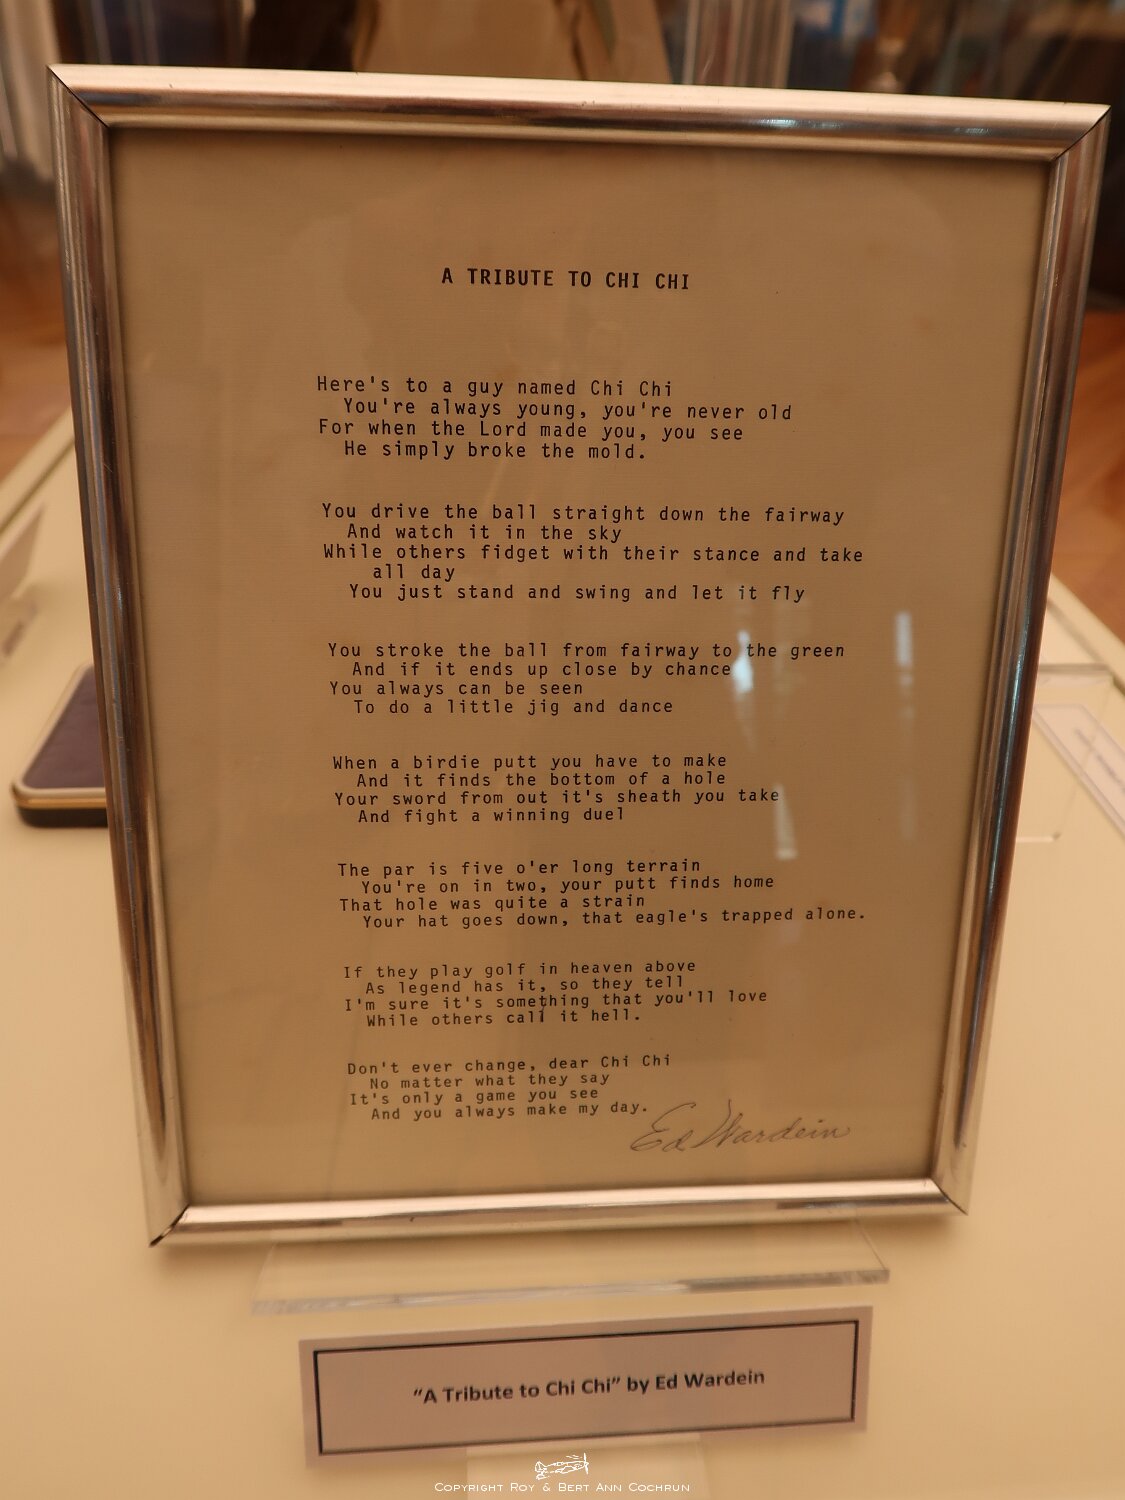 A TRIBUTE TO CHI CHI
Here's to a guy named Chi Chi
You're always young, you're never old
For when the Lord made you, you see
He simply broke the mold.
You drive the ball straight down the fairway
And watch it in the sky
While others fidget with their stance and take
all day
You just stand and swing and let it fly
You stroke the ball from fairway to the green
And if it ends up close by chance
You always can be seen
To do a little jig and dance
When a birdie putt you have to make
And it finds the bottom of a hole
Your sword from out it's sheath you take
And fight a winning duel
The par is five o'er long terrain
You're on in two, your putt finds home
That hole was quite a strain
Your hat goes down, that eagle's trapped alone.
If they play golf in heaven above
As legend has it, so they tell
I'm sure it's something that you'll love
While others call it hell.
Don't ever change, dear Chi Chi
No matter what they say
It's only a game you see
And you always make my day.
Ed Wardein
"A Tribute to Chi Chi" by Ed Wardein
Copyright Roy & Bert Ann Cochrun